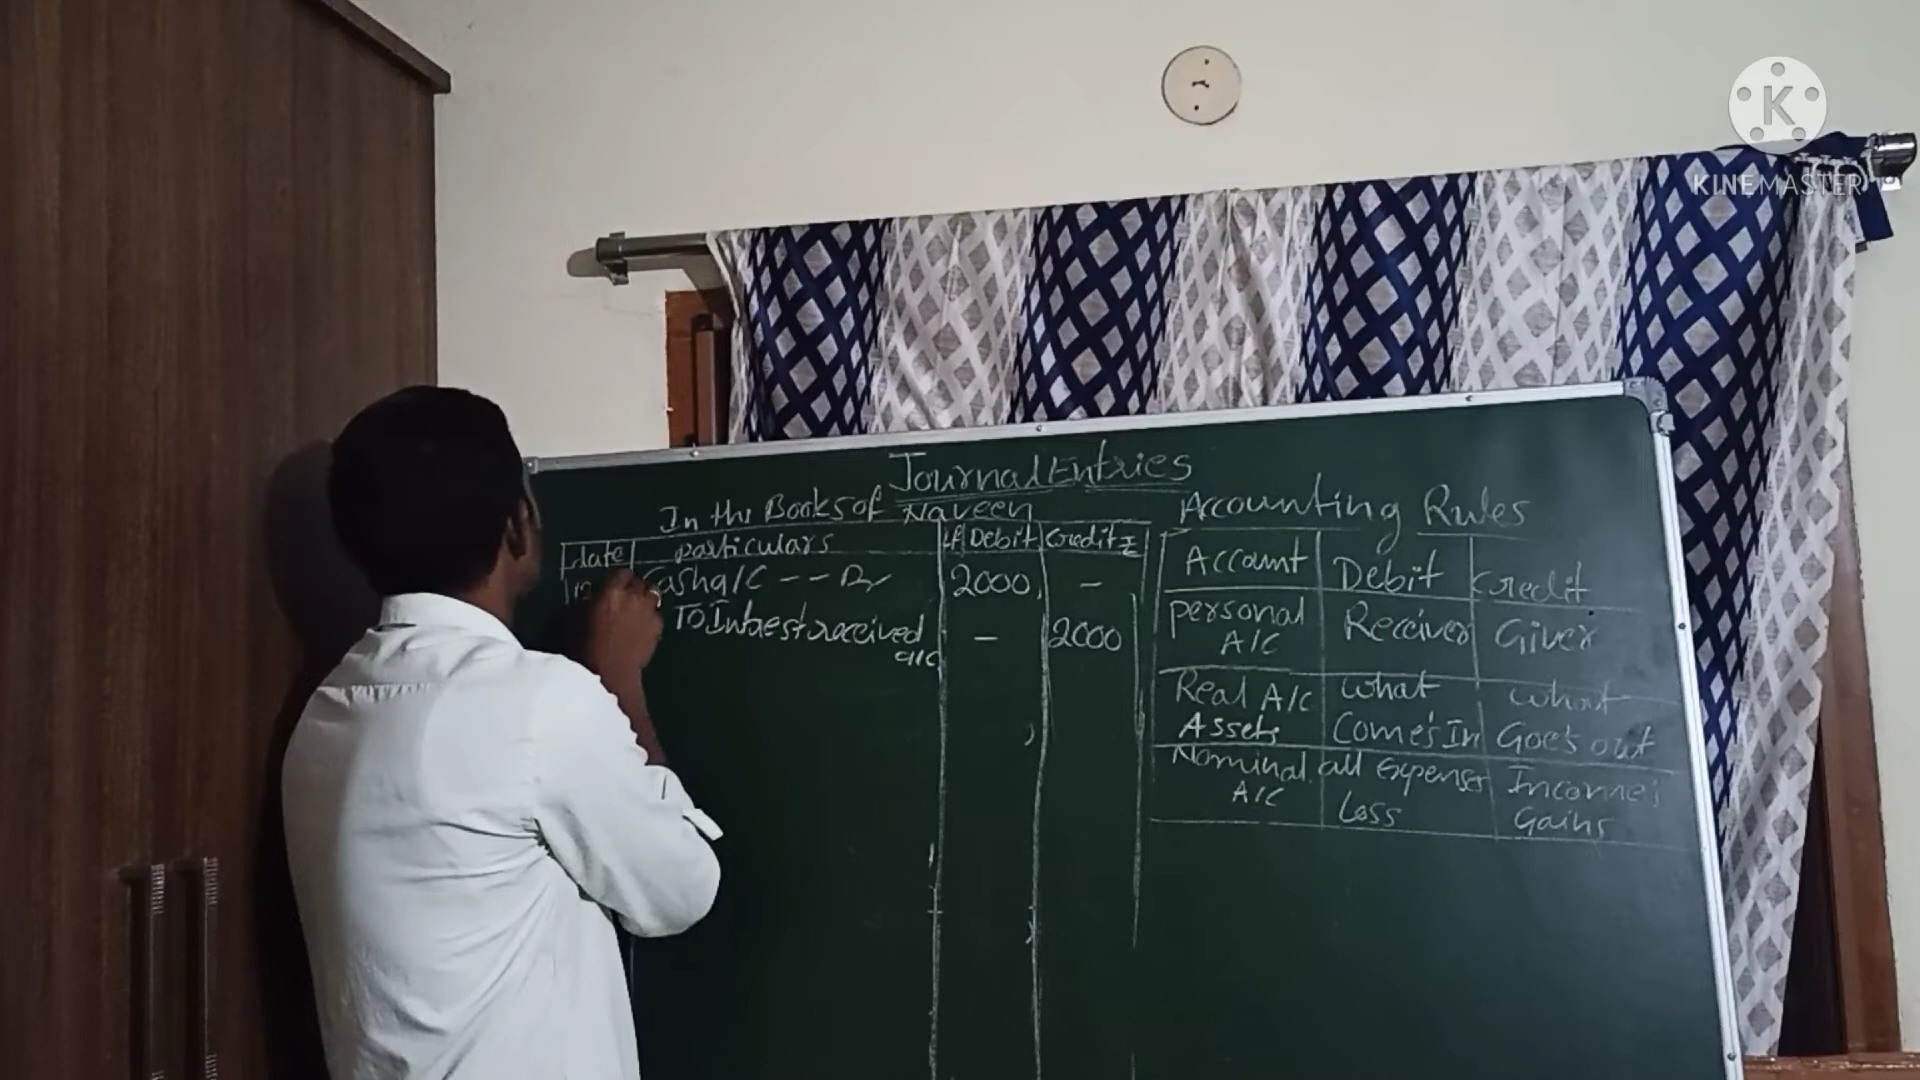 K
KINEMASTER
Journal Entries
In the Books of Naveen
date particulars Lf Debit Credit
Cash a/c -- Dr 2000 -
To Interest received - 2000
a/c
Accounting Rules
Account Debit Credit
personal Receiver Giver
A/C
Real A/C what what
Assets Come's In Goe's out
Nominal all expenses Income's
A/C Loss Gains